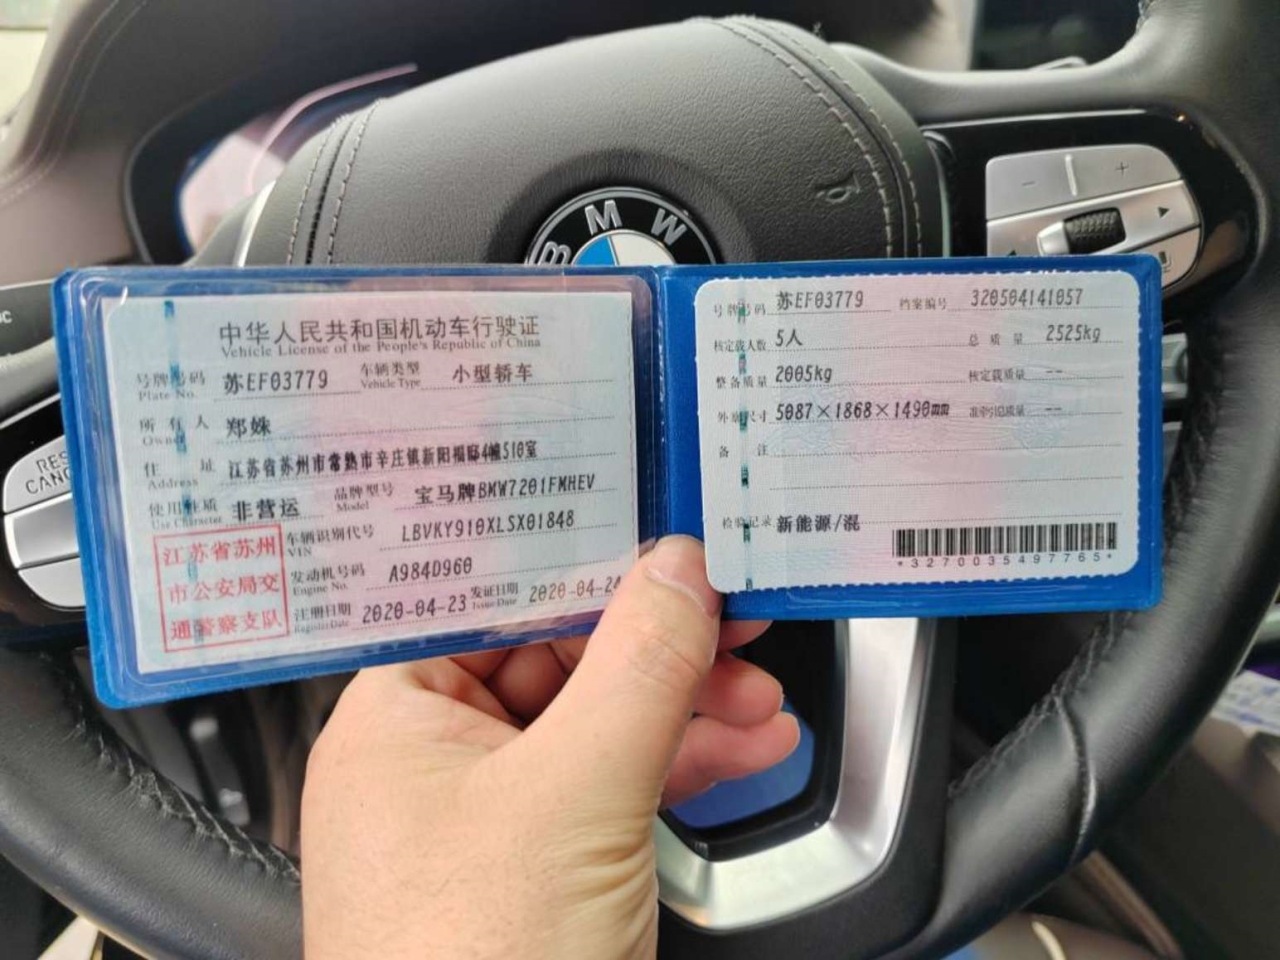 BMW
RES
CANC
中华人民共和国机动车行驶证
Vehicle License of the People's Republic of China
号牌号码 苏EF03779 车辆类型 小型轿车
Plate No. Vehicle Type
所有人 郑姝
Owner
住址 江苏省苏州市常熟市辛庄镇新阳福邸4幢510室
Address
使用性质 非营运 品牌型号 宝马牌BMW7201FMHEV
Use Character Model
江苏省苏州
市公安局交
通警察支队
车辆识别代号 LBVKY910XLSX01848
VIN
发动机号码 A984D960
Engine No.
注册日期 2020-04-23 发证日期 2020-04-24
Register Date Issue Date
号牌号码 苏EF03779 档案编号 320504141057
核定载人数 5人 总质量 2525kg
整备质量 2005kg 核定载质量 --
外廓尺寸 5087×1868×1490mm 准牵引总质量 --
备注
检验记录 新能源/混
*3270035497765*